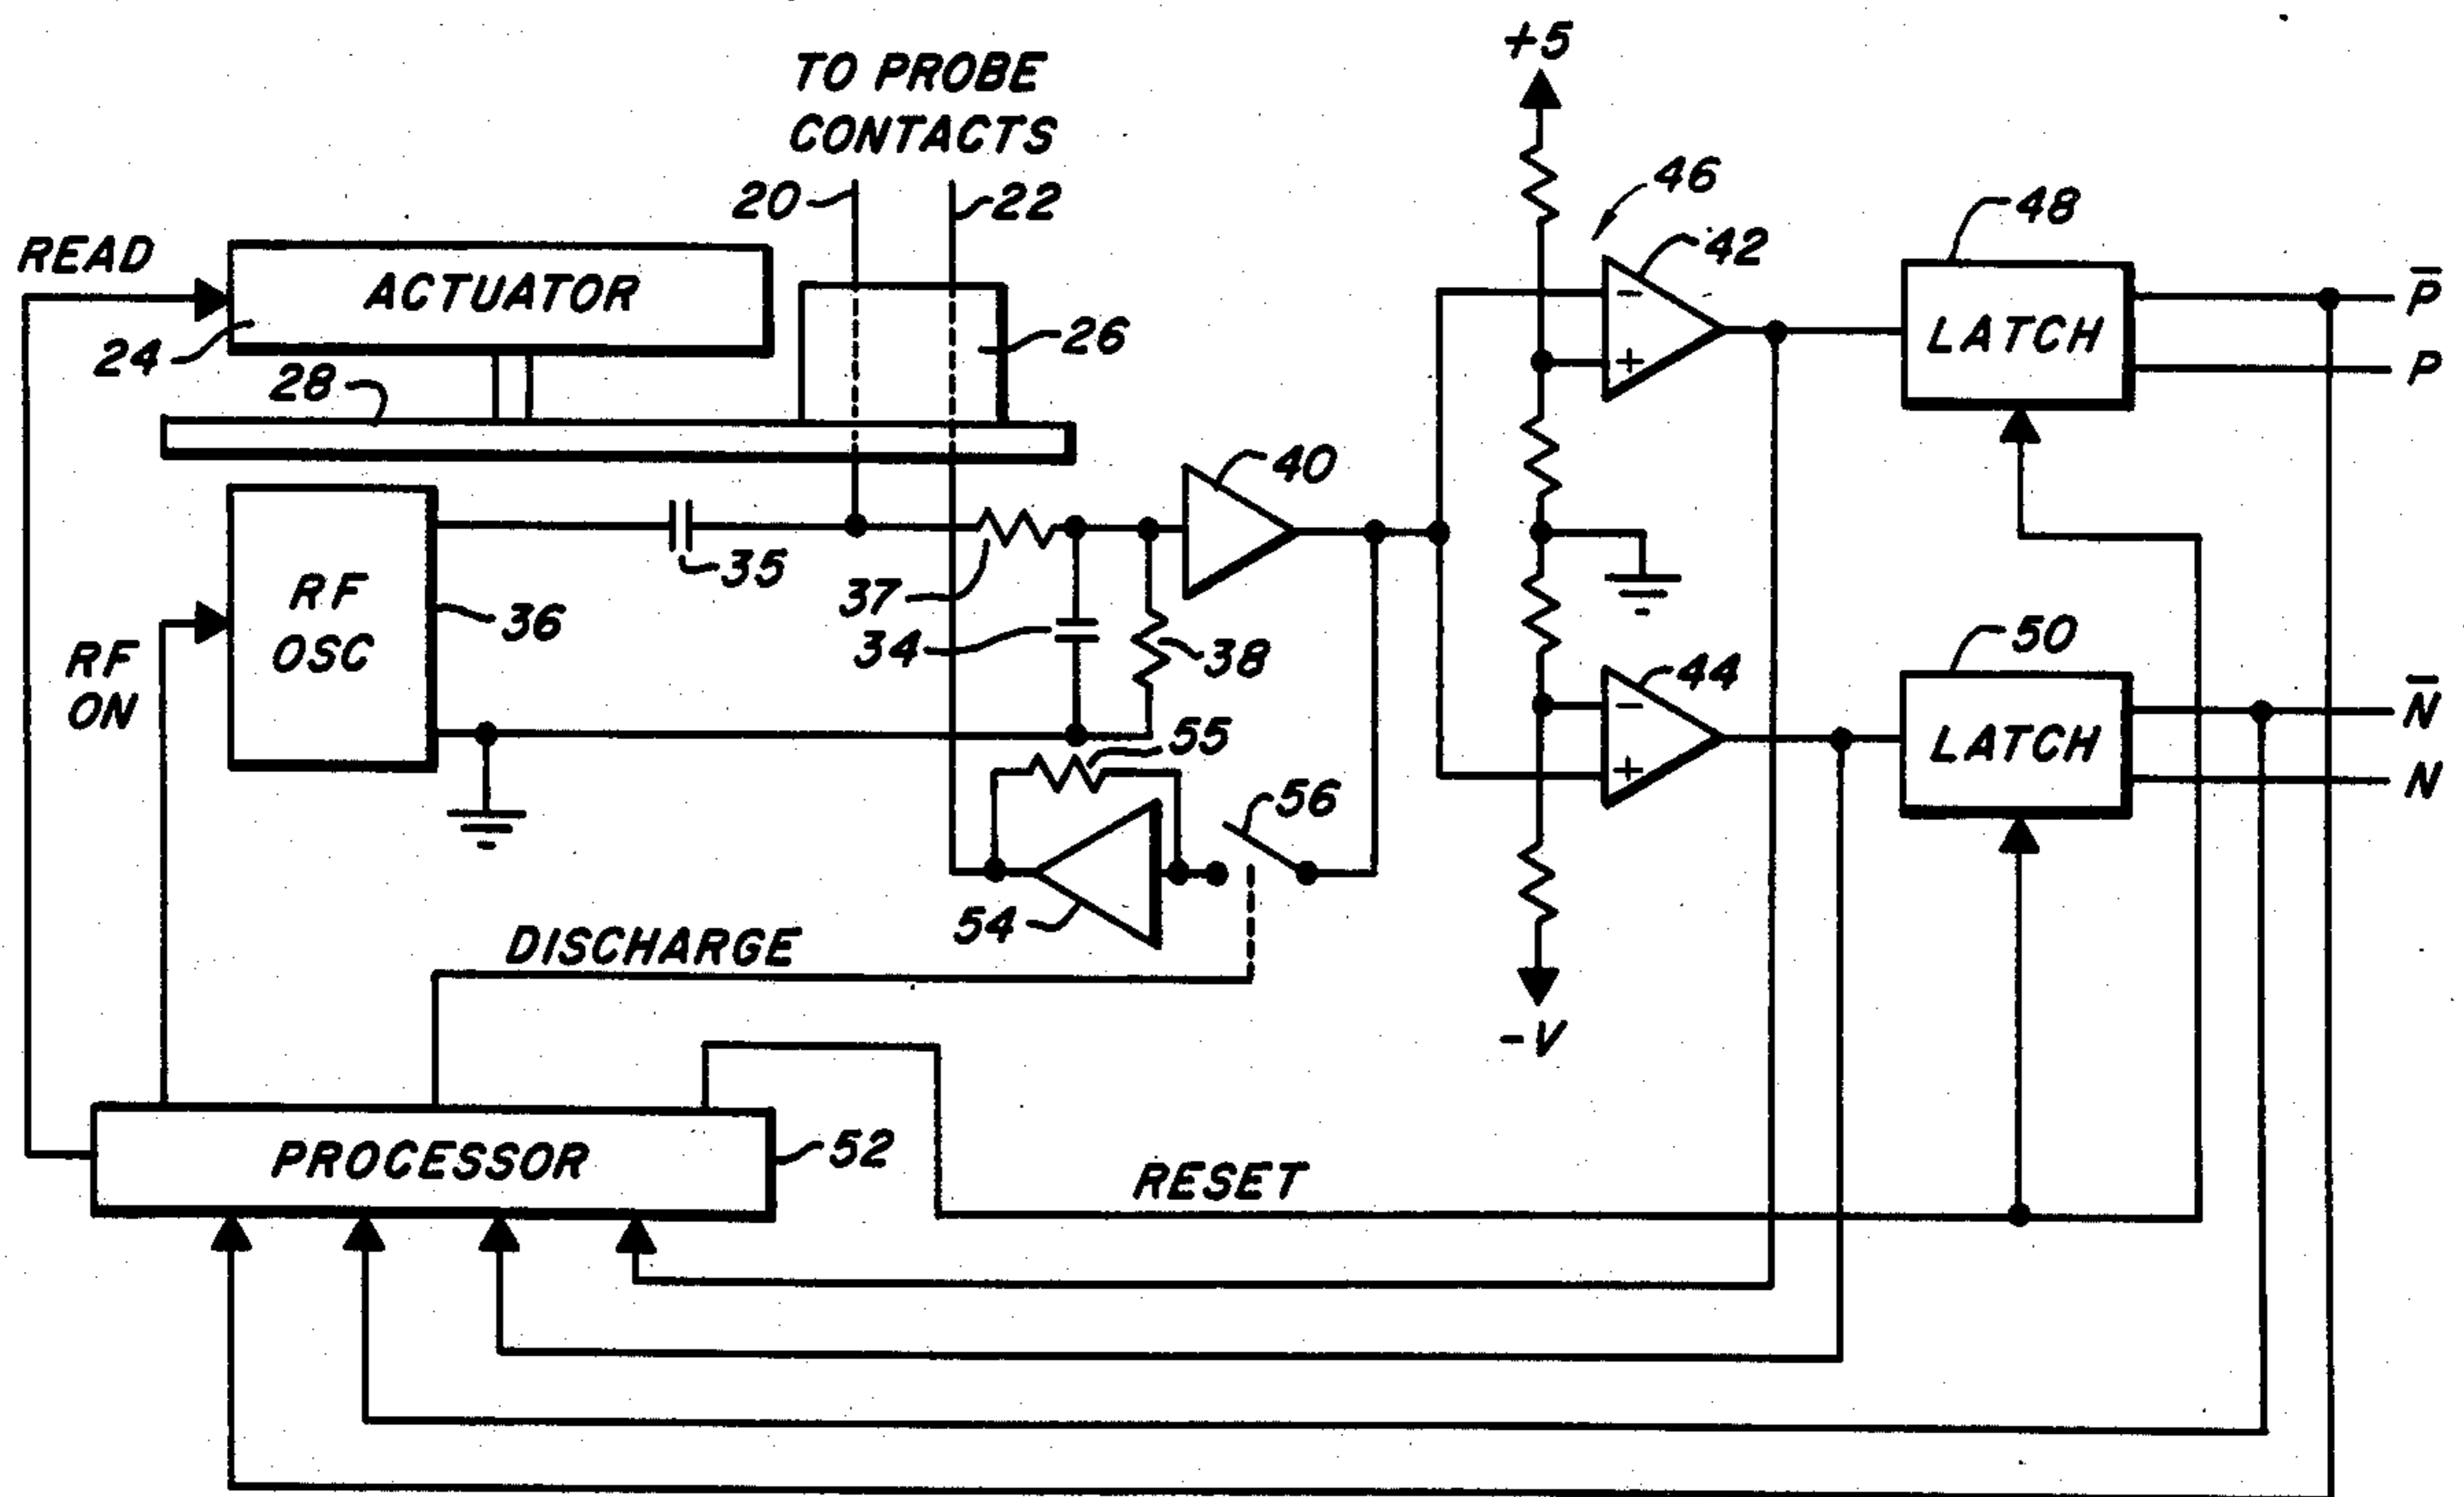 +5
TO PROBE
CONTACTS
20
22
46
42
48
READ
ACTUATOR
24
26
28
-
+
LATCH
P̅
P
40
RF
OSC
36
35
37
34
38
RF
ON
44
50
-
+
LATCH
N̅
N
55
56
54
DISCHARGE
-V
PROCESSOR
52
RESET